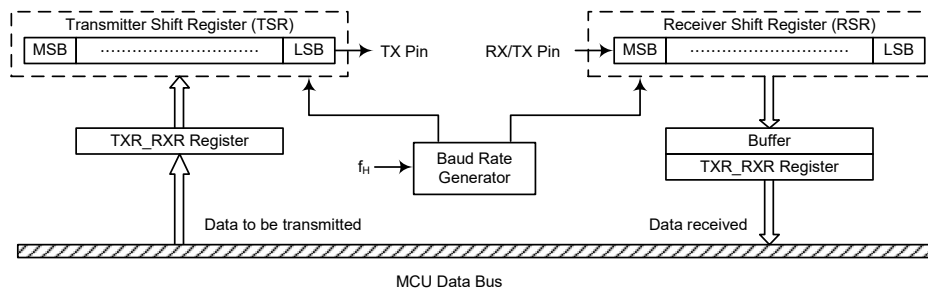 Transmitter Shift Register (TSR)
MSB ................................ LSB
TX Pin
RX/TX Pin
Receiver Shift Register (RSR)
MSB ................................ LSB
TXR_RXR Register
Baud Rate
Generator
fH
Buffer
TXR_RXR Register
Data to be transmitted
Data received
MCU Data Bus